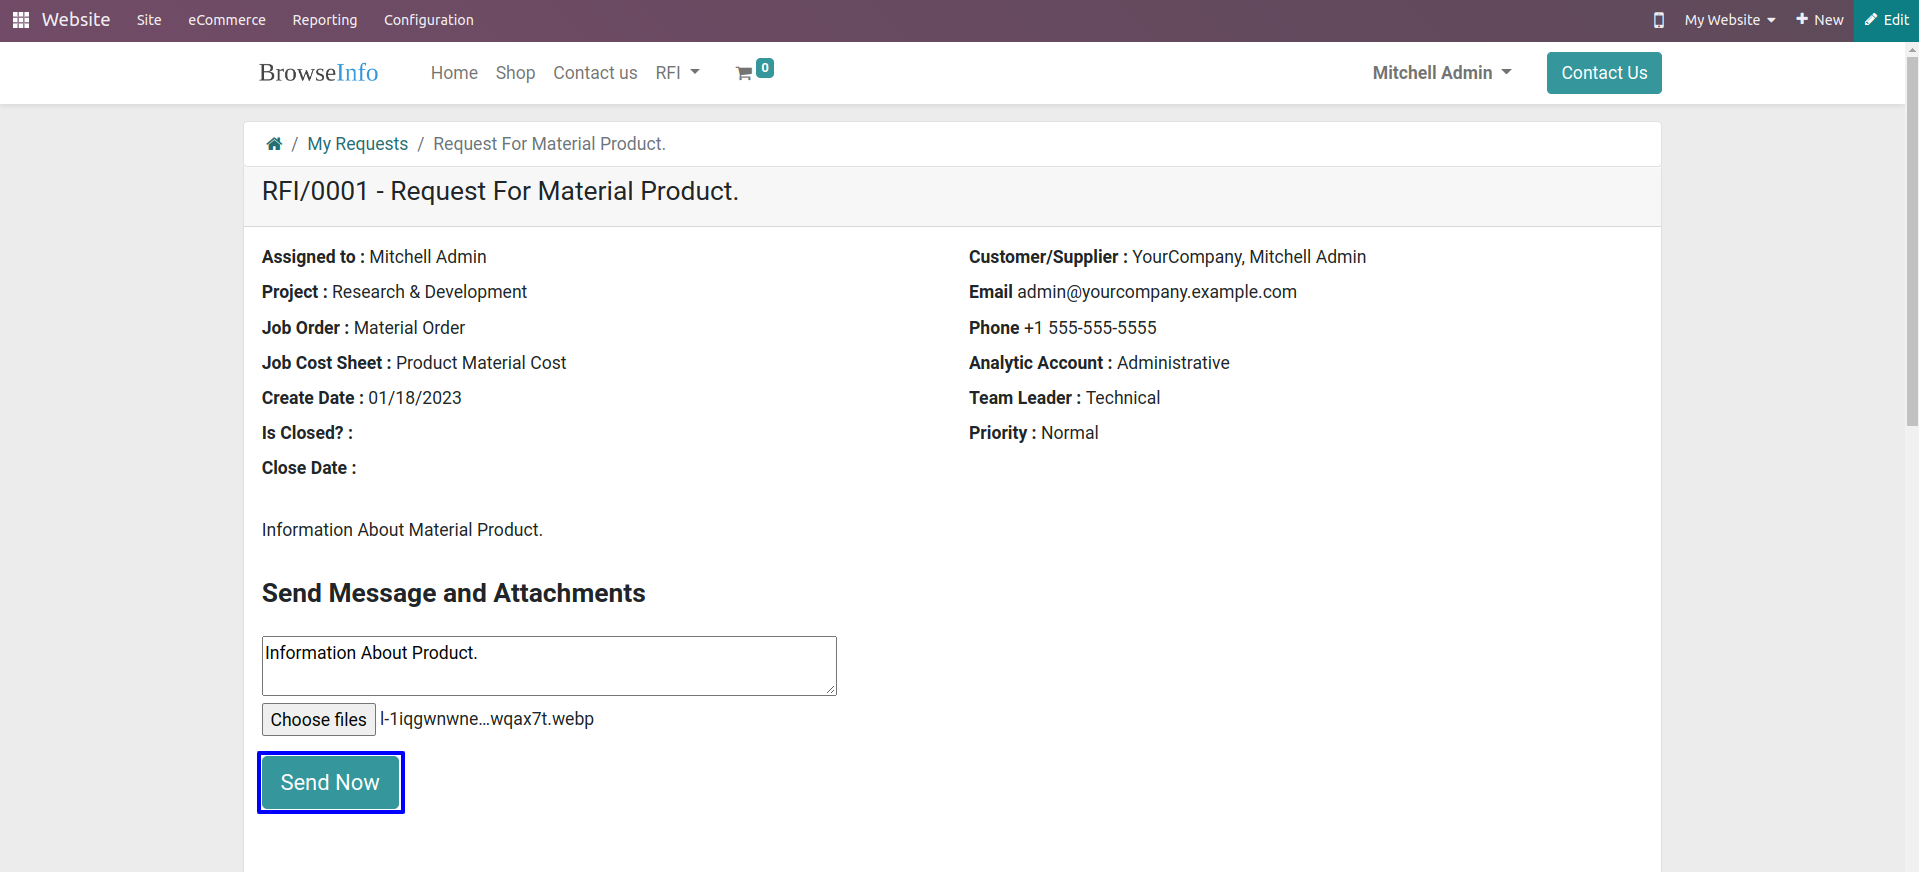 Website Site eCommerce Reporting Configuration My Website New Edit
BrowseInfo Home Shop Contact us RFI 0 Mitchell Admin Contact Us
/ My Requests / Request For Material Product.
RFI/0001 - Request For Material Product.
Assigned to : Mitchell Admin
Project : Research & Development
Job Order : Material Order
Job Cost Sheet : Product Material Cost
Create Date : 01/18/2023
Is Closed? :
Close Date :
Customer/Supplier : YourCompany, Mitchell Admin
Email admin@yourcompany.example.com
Phone +1 555-555-5555
Analytic Account : Administrative
Team Leader : Technical
Priority : Normal
Information About Material Product.
Send Message and Attachments
Information About Product.
Choose files l-1iqgwnwne...wqax7t.webp
Send Now